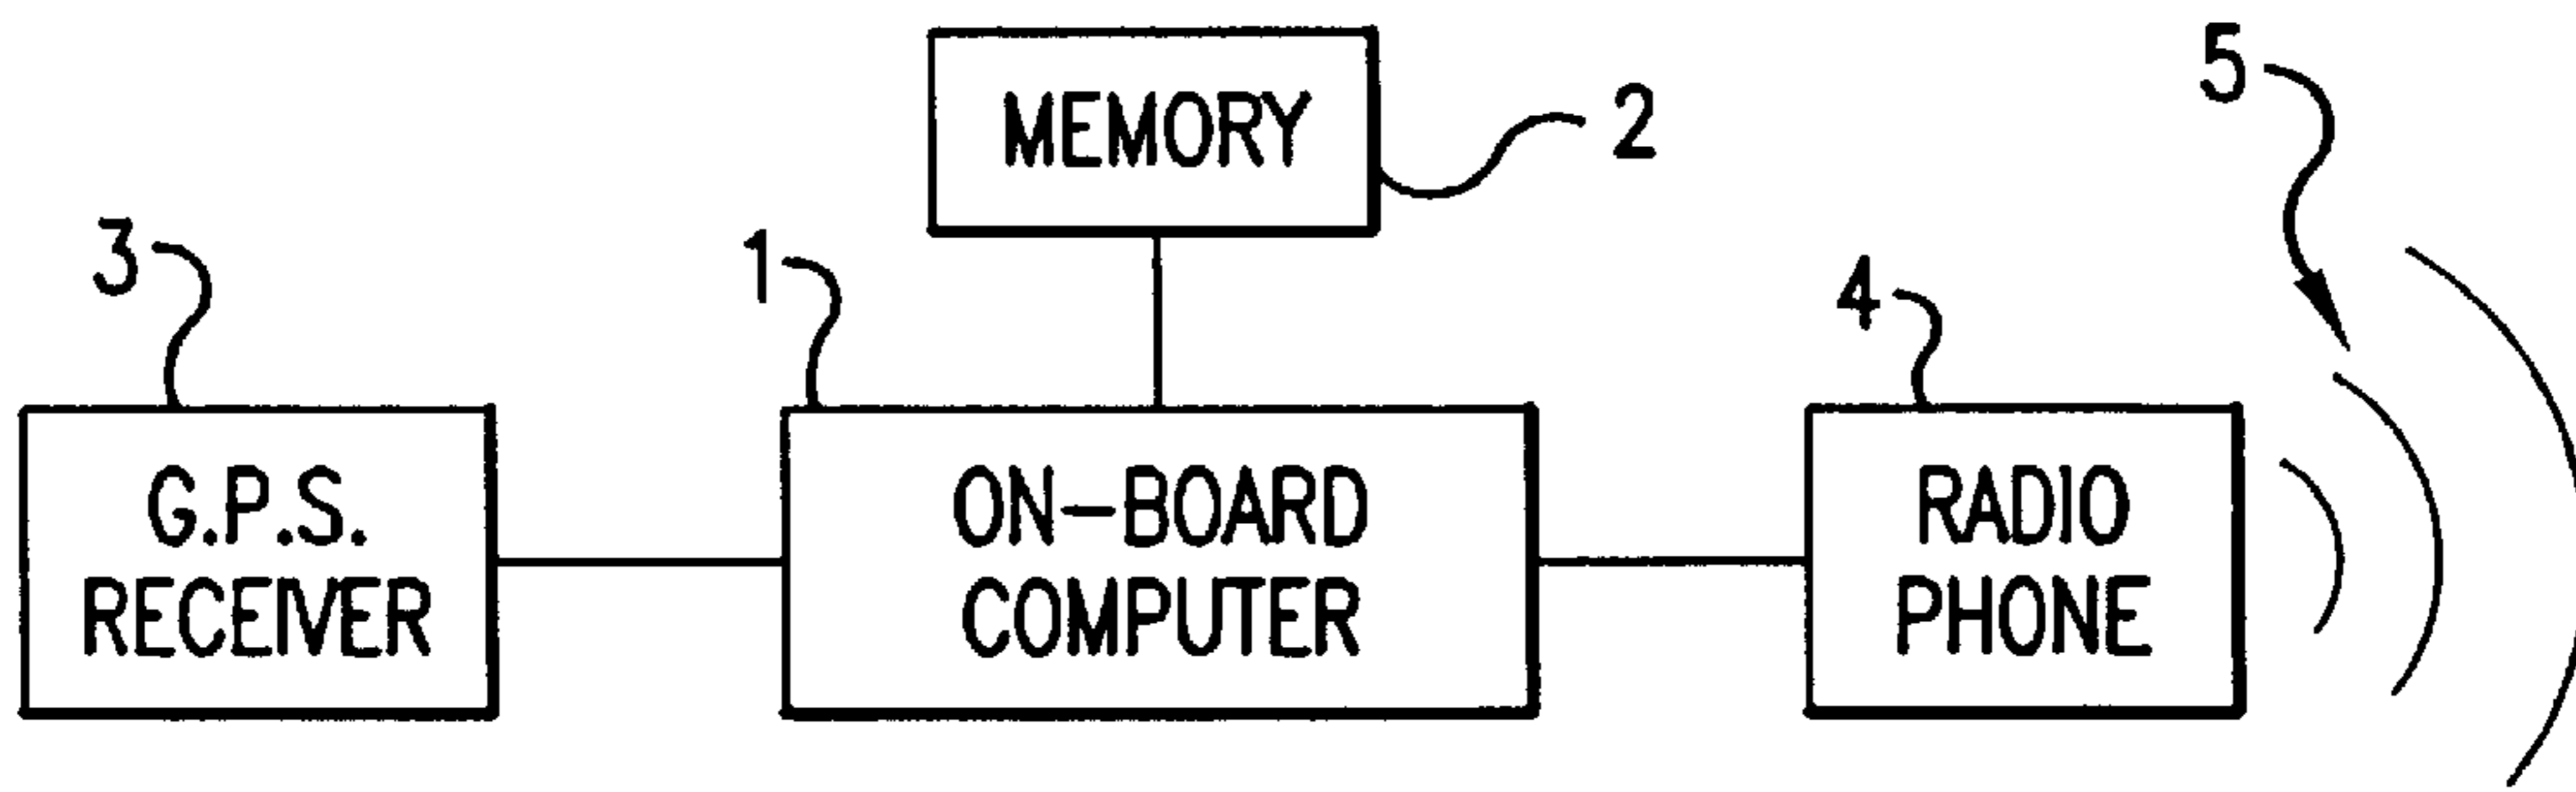 MEMORY
2
5
3
1
4
G.P.S.
RECEIVER
ON-BOARD
COMPUTER
RADIO
PHONE